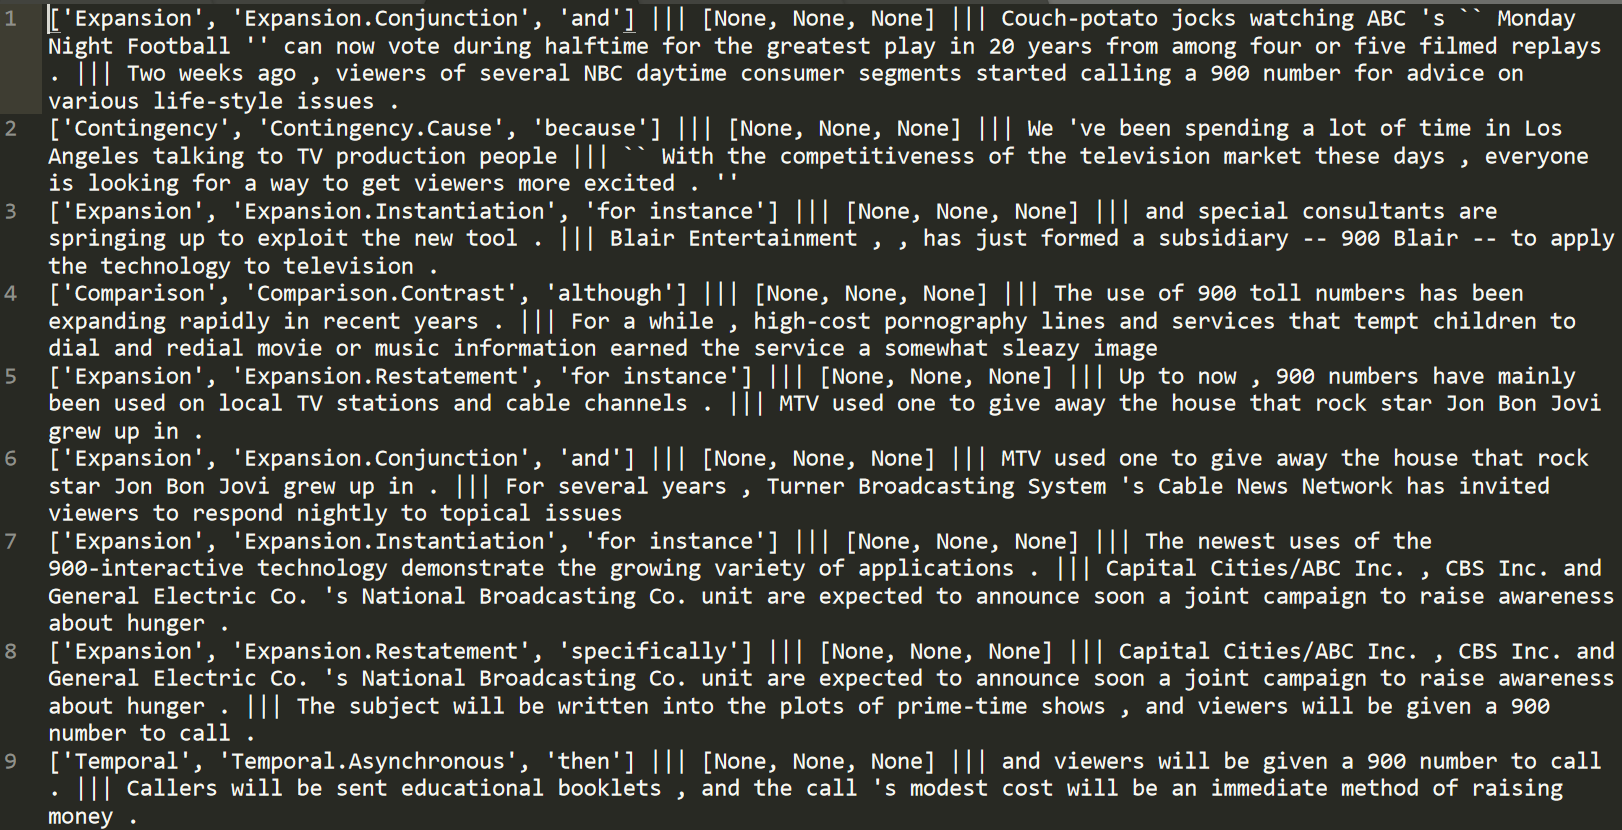 1 ['Expansion', 'Expansion.Conjunction', 'and'] ||| [None, None, None] ||| Couch-potato jocks watching ABC 's `` Monday
Night Football '' can now vote during halftime for the greatest play in 20 years from among four or five filmed replays
. ||| Two weeks ago , viewers of several NBC daytime consumer segments started calling a 900 number for advice on
various life-style issues .
2 ['Contingency', 'Contingency.Cause', 'because'] ||| [None, None, None] ||| We 've been spending a lot of time in Los
Angeles talking to TV production people ||| `` With the competitiveness of the television market these days , everyone
is looking for a way to get viewers more excited . ''
3 ['Expansion', 'Expansion.Instantiation', 'for instance'] ||| [None, None, None] ||| and special consultants are
springing up to exploit the new tool . ||| Blair Entertainment , , has just formed a subsidiary -- 900 Blair -- to apply
the technology to television .
4 ['Comparison', 'Comparison.Contrast', 'although'] ||| [None, None, None] ||| The use of 900 toll numbers has been
expanding rapidly in recent years . ||| For a while , high-cost pornography lines and services that tempt children to
dial and redial movie or music information earned the service a somewhat sleazy image
5 ['Expansion', 'Expansion.Restatement', 'for instance'] ||| [None, None, None] ||| Up to now , 900 numbers have mainly
been used on local TV stations and cable channels . ||| MTV used one to give away the house that rock star Jon Bon Jovi
grew up in .
6 ['Expansion', 'Expansion.Conjunction', 'and'] ||| [None, None, None] ||| MTV used one to give away the house that rock
star Jon Bon Jovi grew up in . ||| For several years , Turner Broadcasting System 's Cable News Network has invited
viewers to respond nightly to topical issues
7 ['Expansion', 'Expansion.Instantiation', 'for instance'] ||| [None, None, None] ||| The newest uses of the
900-interactive technology demonstrate the growing variety of applications . ||| Capital Cities/ABC Inc. , CBS Inc. and
General Electric Co. 's National Broadcasting Co. unit are expected to announce soon a joint campaign to raise awareness
about hunger .
8 ['Expansion', 'Expansion.Restatement', 'specifically'] ||| [None, None, None] ||| Capital Cities/ABC Inc. , CBS Inc. and
General Electric Co. 's National Broadcasting Co. unit are expected to announce soon a joint campaign to raise awareness
about hunger . ||| The subject will be written into the plots of prime-time shows , and viewers will be given a 900
number to call .
9 ['Temporal', 'Temporal.Asynchronous', 'then'] ||| [None, None, None] ||| and viewers will be given a 900 number to call
. ||| Callers will be sent educational booklets , and the call 's modest cost will be an immediate method of raising
money .